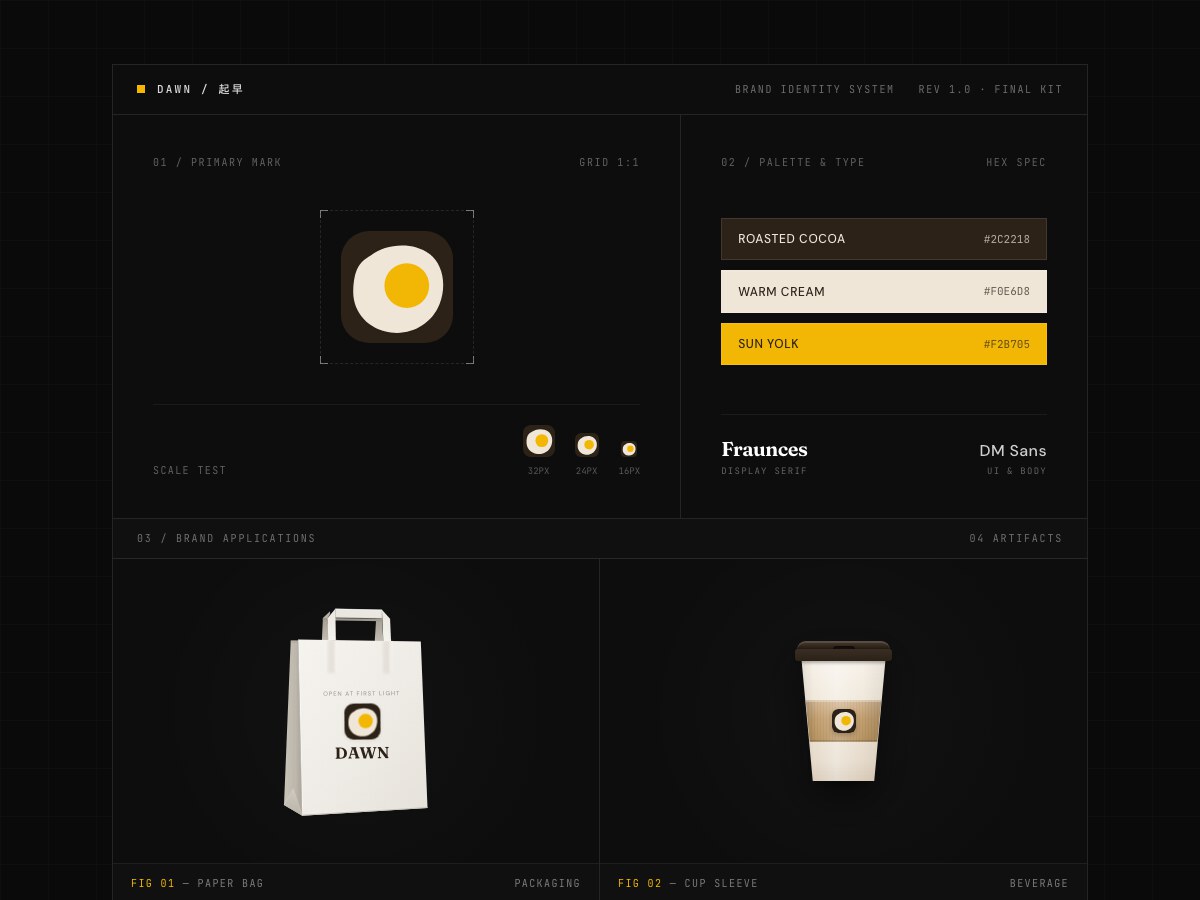 DAWN / 起早
BRAND IDENTITY SYSTEM REV 1.0 · FINAL KIT
01 / PRIMARY MARK GRID 1:1
SCALE TEST
32PX 24PX 16PX
02 / PALETTE & TYPE HEX SPEC
ROASTED COCOA #2C2218
WARM CREAM #F0E6D8
SUN YOLK #F2B705
Fraunces DM Sans
DISPLAY SERIF UI & BODY
03 / BRAND APPLICATIONS 04 ARTIFACTS
OPEN AT FIRST LIGHT
DAWN
FIG 01 — PAPER BAG PACKAGING
FIG 02 — CUP SLEEVE BEVERAGE